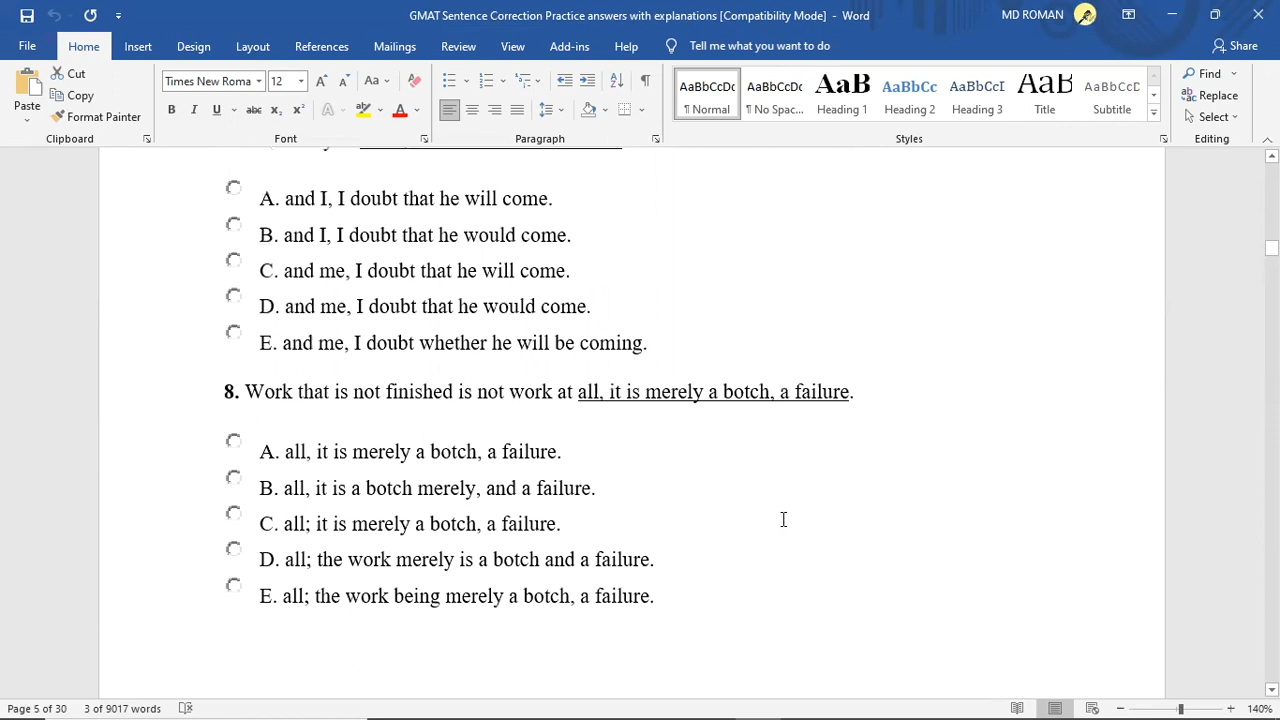 GMAT Sentence Correction Practice answers with explanations [Compatibility Mode] - Word
MD ROMAN
File Home Insert Design Layout References Mailings Review View Add-ins Help Tell me what you want to do Share
Paste
Cut
Copy
Format Painter
Times New Roma 12
Aa
B I U abc x₂ x² A A
AaBbCcDc AaBbCcDc AaB AaBbCc AaBbCcD AaB AaBbCcD
¶ Normal ¶ No Spac... Heading 1 Heading 2 Heading 3 Title Subtitle
Find
Replace
Select
Clipboard Font Paragraph Styles Editing
A. and I, I doubt that he will come.
B. and I, I doubt that he would come.
C. and me, I doubt that he will come.
D. and me, I doubt that he would come.
E. and me, I doubt whether he will be coming.
8. Work that is not finished is not work at all, it is merely a botch, a failure.
A. all, it is merely a botch, a failure.
B. all, it is a botch merely, and a failure.
C. all; it is merely a botch, a failure.
D. all; the work merely is a botch and a failure.
E. all; the work being merely a botch, a failure.
Page 5 of 30 3 of 9017 words 140%